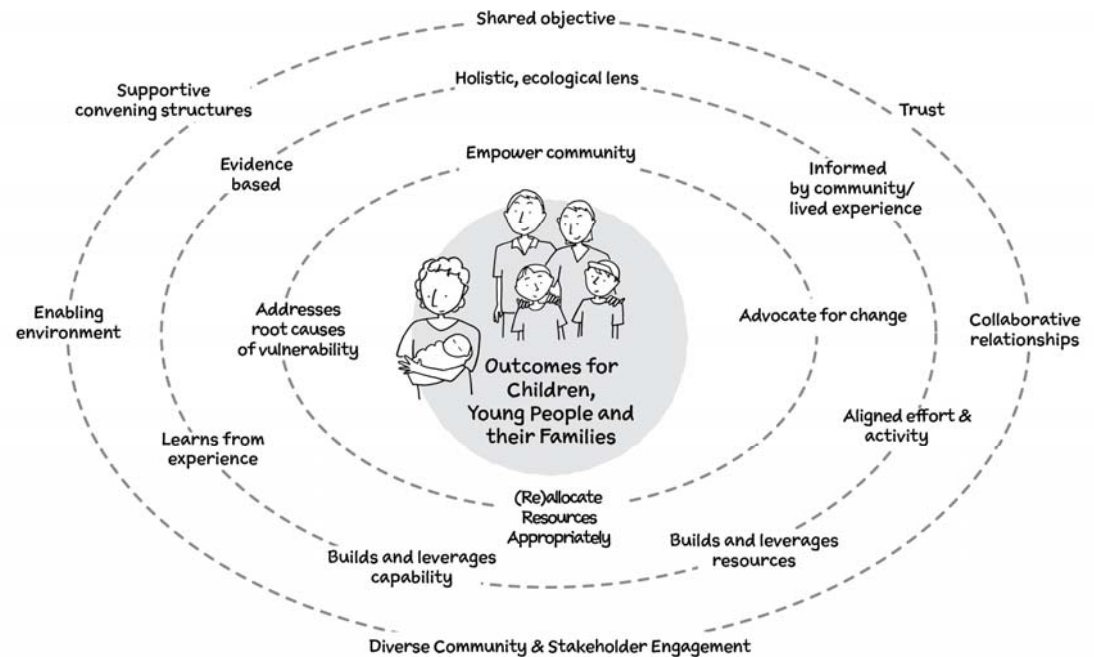 Shared objective
Holistic, ecological lens
Supportive
convening structures
Trust
Empower community
Evidence
based
Informed
by community/
lived experience
Enabling
environment
Addresses
root causes
of vulnerability
Advocate for change
Collaborative
relationships
Outcomes for
Children,
Young People and
their Families
Learns from
experience
Aligned effort &
activity
(Re)allocate
Resources
Appropriately
Builds and leverages
capability
Builds and leverages
resources
Diverse Community & Stakeholder Engagement